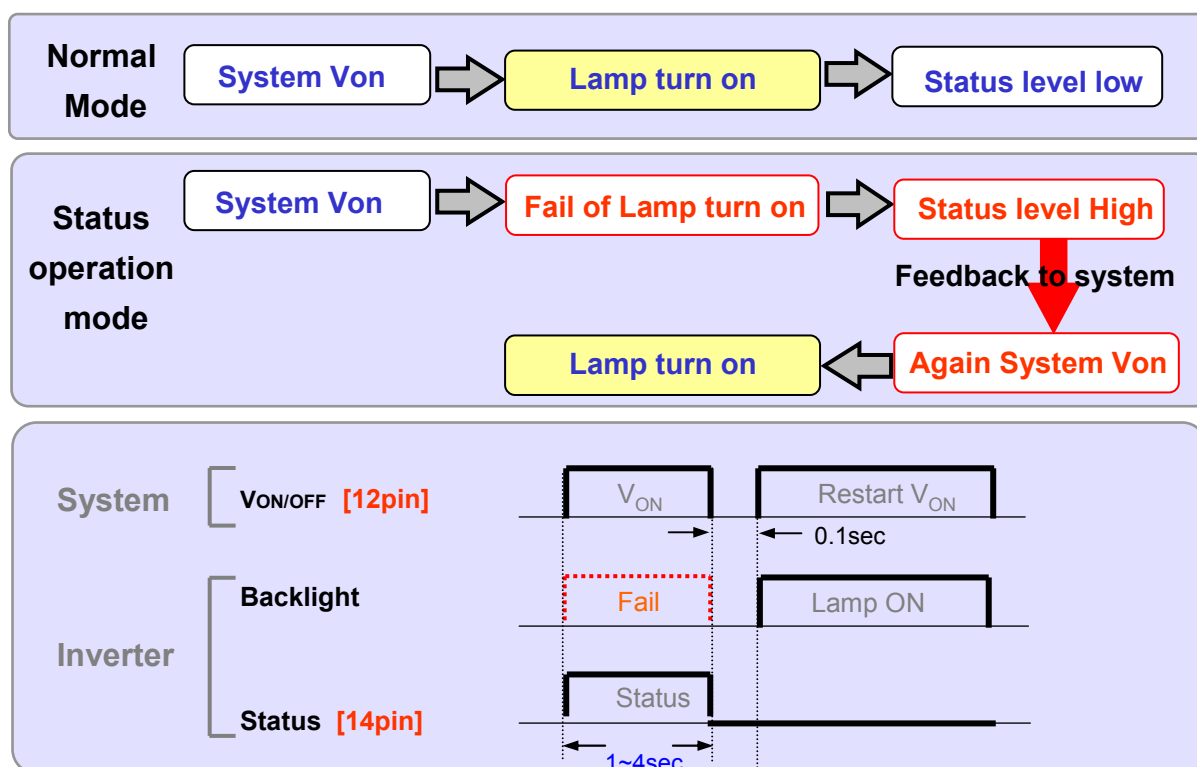 Normal
Mode
System Von
Lamp turn on
Status level low
Status
operation
mode
System Von
Fail of Lamp turn on
Status level High
Feedback to system
Lamp turn on
Again System Von
System
VON/OFF [12pin]
VON
Restart VON
0.1sec
Inverter
Backlight
Fail
Lamp ON
Status [14pin]
Status
1~4sec